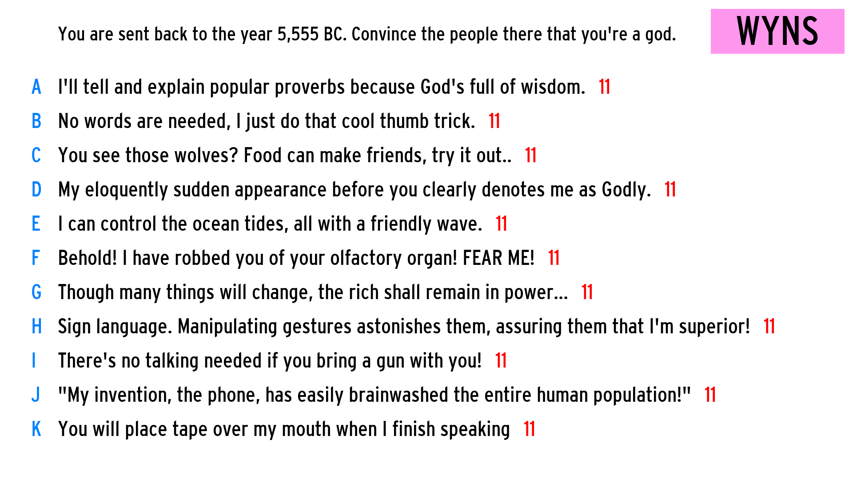 You are sent back to the year 5,555 BC. Convince the people there that you're a god.
WYNS
A I'll tell and explain popular proverbs because God's full of wisdom. 11
B No words are needed, I just do that cool thumb trick. 11
C You see those wolves? Food can make friends, try it out.. 11
D My eloquently sudden appearance before you clearly denotes me as Godly. 11
E I can control the ocean tides, all with a friendly wave. 11
F Behold! I have robbed you of your olfactory organ! FEAR ME! 11
G Though many things will change, the rich shall remain in power... 11
H Sign language. Manipulating gestures astonishes them, assuring them that I'm superior! 11
I There's no talking needed if you bring a gun with you! 11
J "My invention, the phone, has easily brainwashed the entire human population!" 11
K You will place tape over my mouth when I finish speaking 11